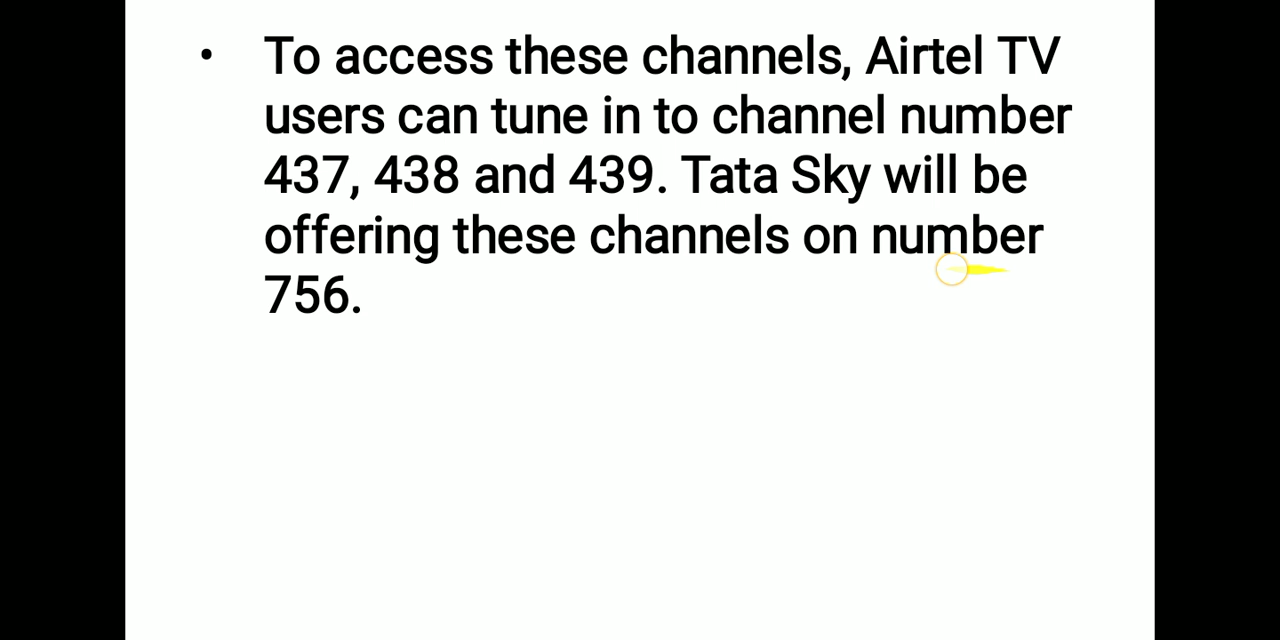 • To access these channels, Airtel TV
users can tune in to channel number
437, 438 and 439. Tata Sky will be
offering these channels on number
756.